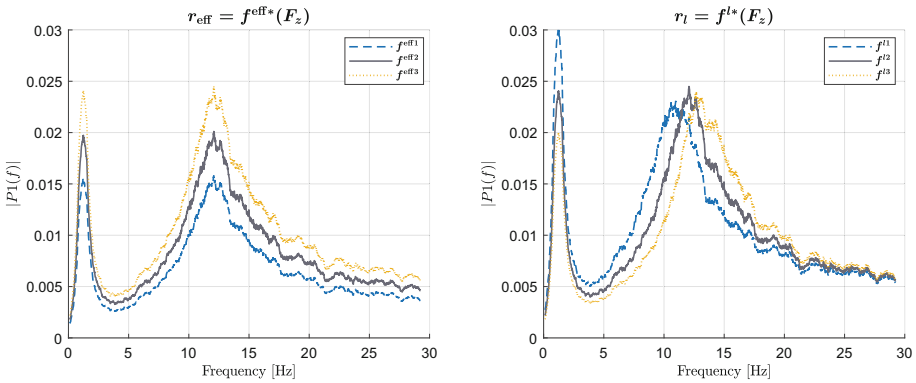 r_eff = f^eff*(F_z)
0.03
0.025
0.02
0.015
0.01
0.005
0
|P1(f)|
f^eff1
f^eff2
f^eff3
0 5 10 15 20 25 30
Frequency [Hz]
r_l = f^l*(F_z)
0.03
0.025
0.02
0.015
0.01
0.005
0
|P1(f)|
f^l1
f^l2
f^l3
0 5 10 15 20 25 30
Frequency [Hz]